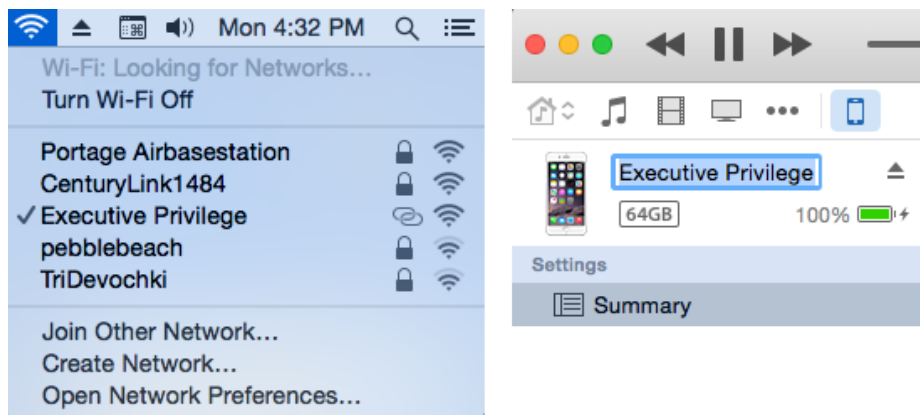 Mon 4:32 PM
Wi-Fi: Looking for Networks...
Turn Wi-Fi Off
Portage Airbasestation
CenturyLink1484
Executive Privilege
pebblebeach
TriDevochki
Join Other Network...
Create Network...
Open Network Preferences...
Executive Privilege
64GB 100%
Settings
Summary